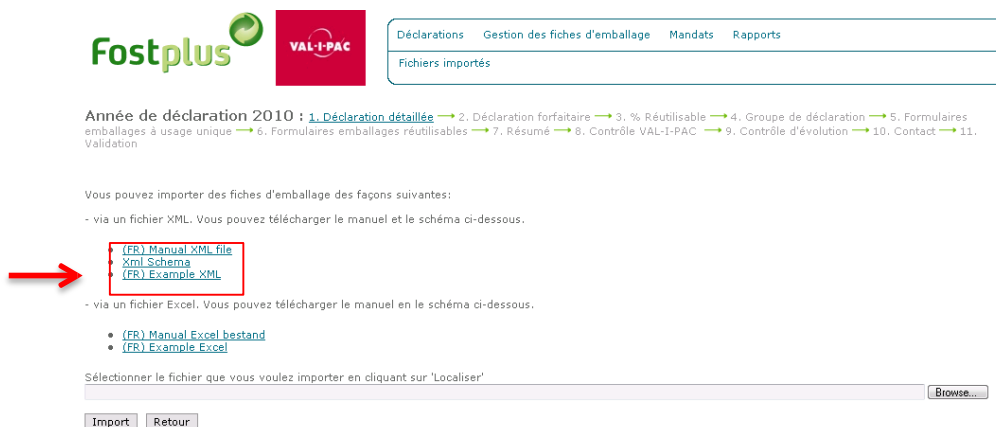 Fostplus
VAL-I-PAC
Déclarations Gestion des fiches d'emballage Mandats Rapports
Fichiers importés
Année de déclaration 2010 : 1. Déclaration détaillée → 2. Déclaration forfaitaire → 3. % Réutilisable → 4. Groupe de déclaration → 5. Formulaires
emballages à usage unique → 6. Formulaires emballages réutilisables → 7. Résumé → 8. Contrôle VAL-I-PAC → 9. Contrôle d'évolution → 10. Contact → 11.
Validation
Vous pouvez importer des fiches d'emballage des façons suivantes:
- via un fichier XML. Vous pouvez télécharger le manuel et le schéma ci-dessous.
• (FR) Manual XML file
• Xml Schema
• (FR) Example XML
- via un fichier Excel. Vous pouvez télécharger le manuel en le schéma ci-dessous.
• (FR) Manual Excel bestand
• (FR) Example Excel
Sélectionner le fichier que vous voulez importer en cliquant sur 'Localiser'
Browse...
Import Retour